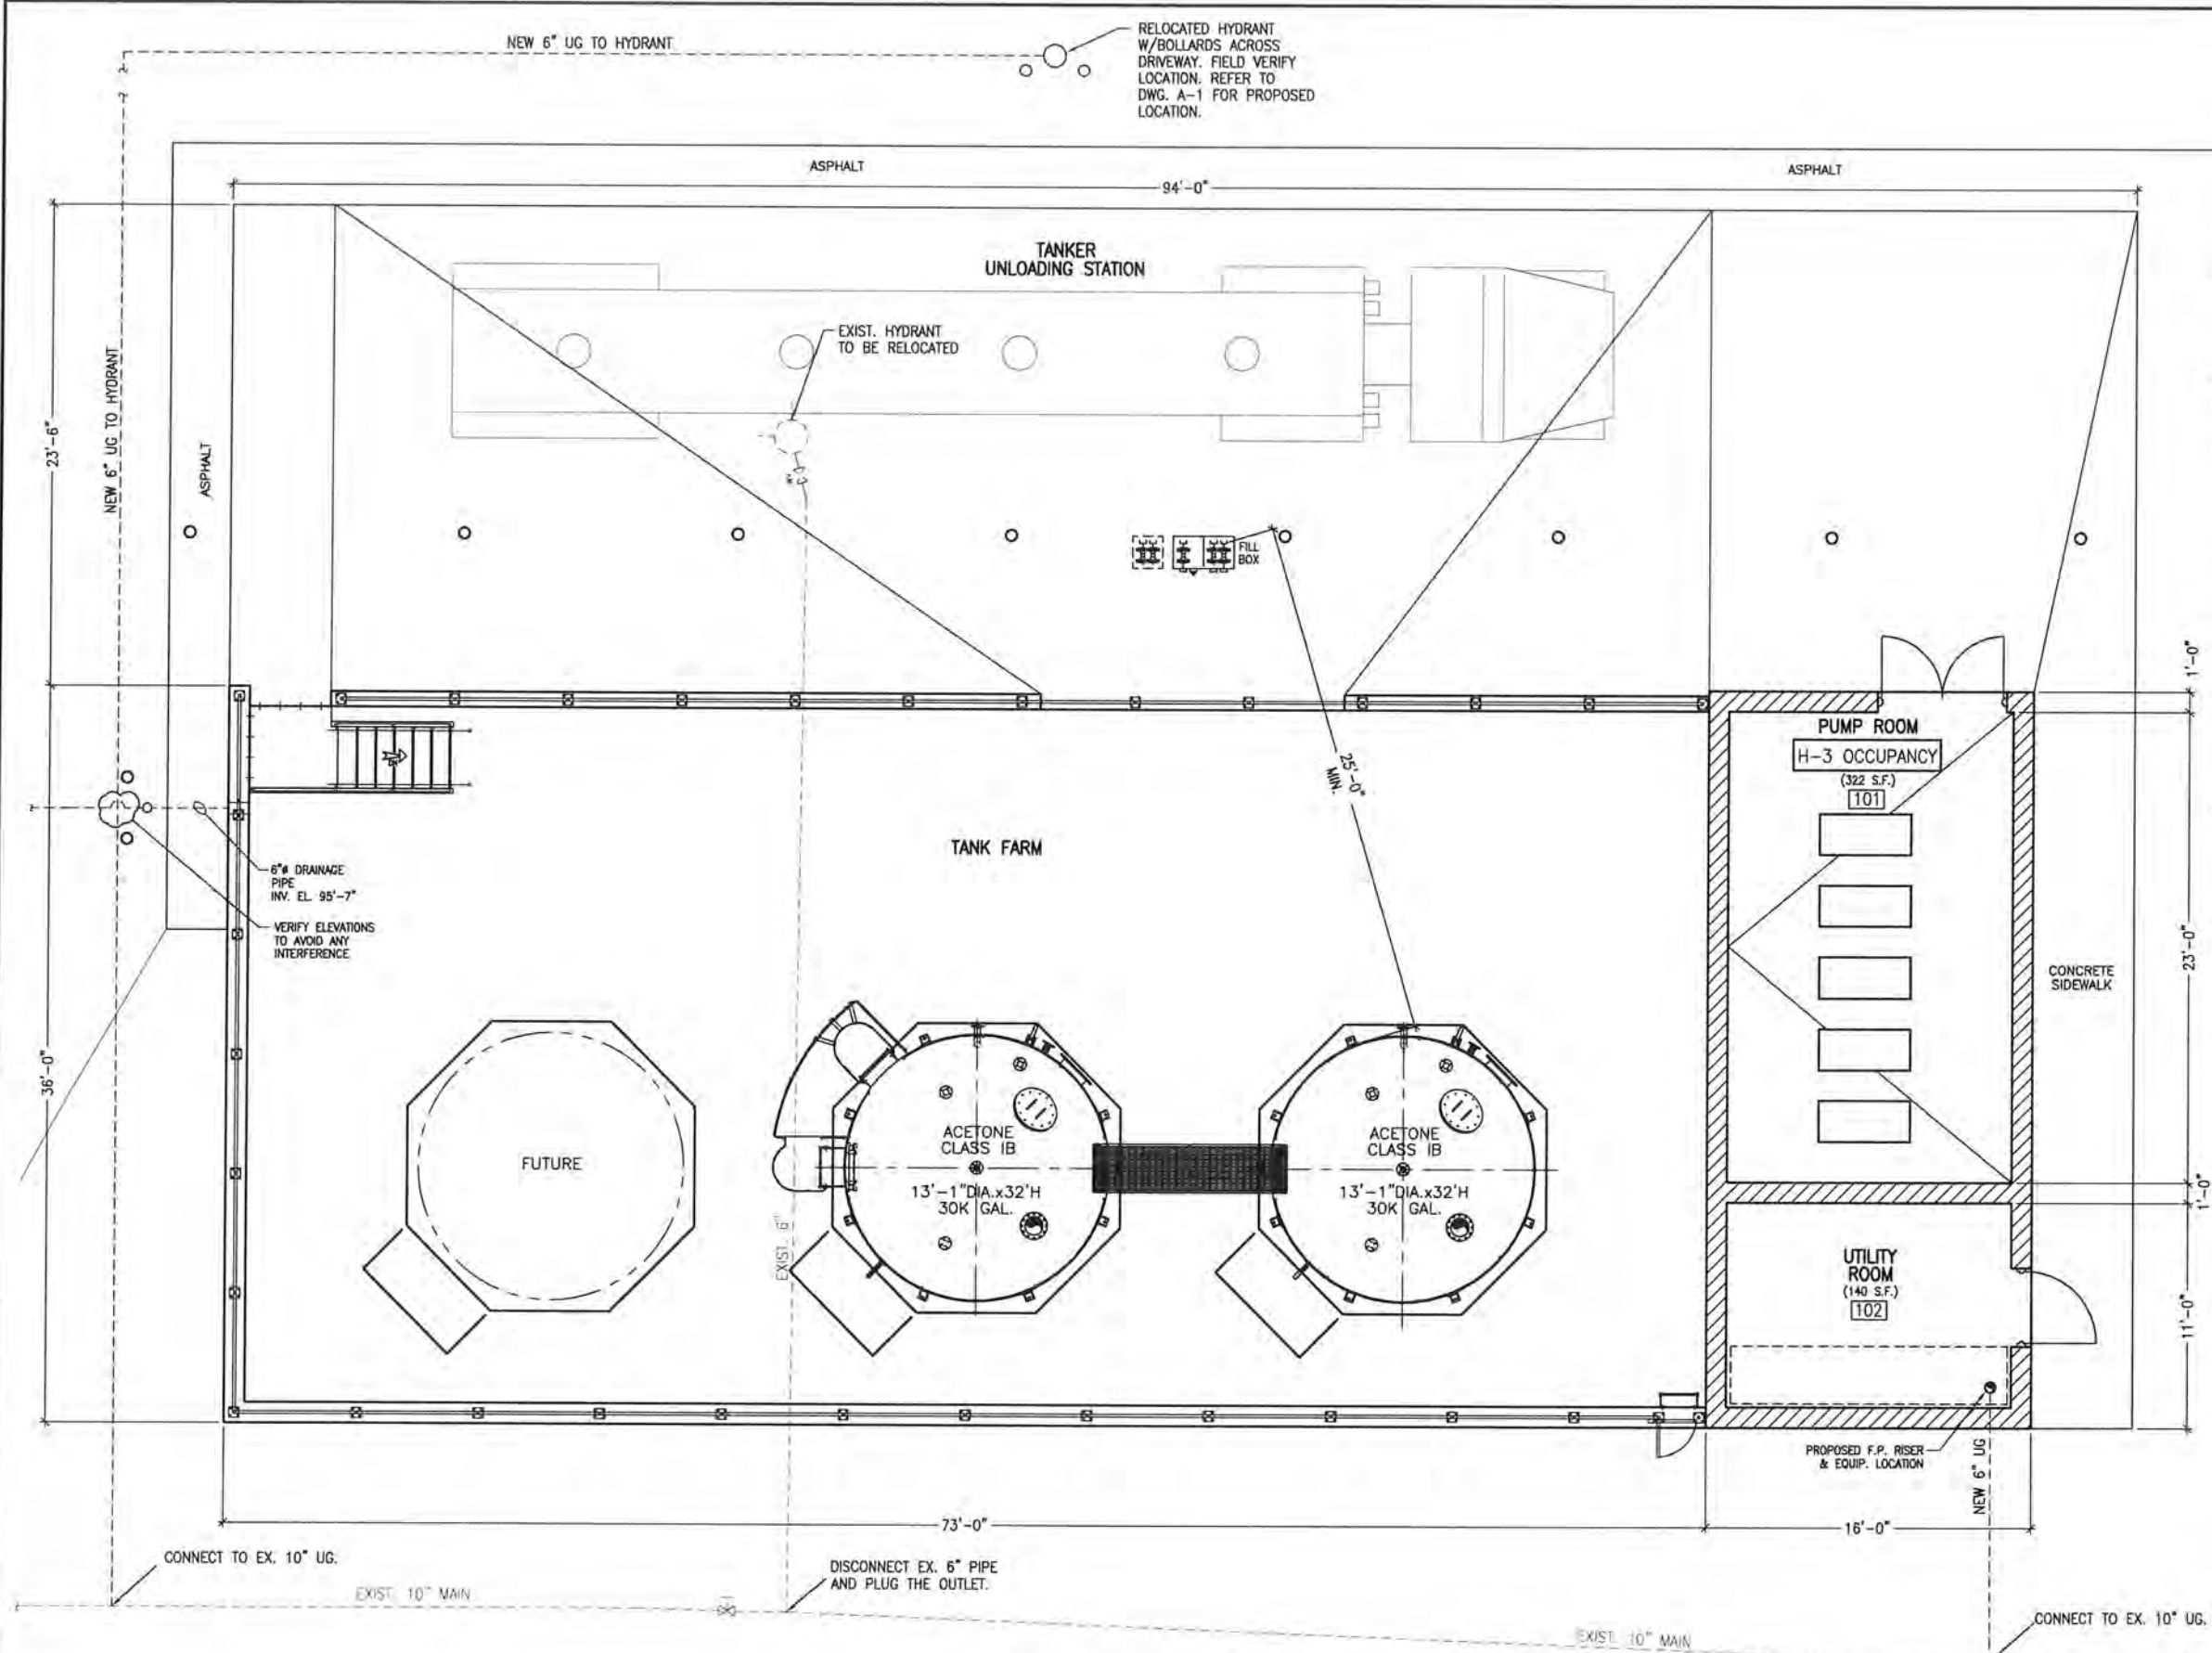 NEW 6" UG TO HYDRANT
RELOCATED HYDRANT
W/BOLLARDS ACROSS
DRIVEWAY. FIELD VERIFY
LOCATION. REFER TO
DWG. A-1 FOR PROPOSED
LOCATION.
ASPHALT
ASPHALT
94'-0"
TANKER
UNLOADING STATION
EXIST. HYDRANT
TO BE RELOCATED
23'-6"
NEW 6" UG TO HYDRANT
ASPHALT
FILL
BOX
25'-0"
MIN.
1'-0"
PUMP ROOM
H-3 OCCUPANCY
(322 S.F.)
101
TANK FARM
6"ø DRAINAGE
PIPE
INV. EL. 95'-7"
VERIFY ELEVATIONS
TO AVOID ANY
INTERFERENCE
23'-0"
CONCRETE
SIDEWALK
36'-0"
FUTURE
ACETONE
CLASS IB
13'-1"DIA.x32'H
30K GAL.
ACETONE
CLASS IB
13'-1"DIA.x32'H
30K GAL.
EXIST. 6"
1'-0"
UTILITY
ROOM
(140 S.F.)
102
11'-0"
PROPOSED F.P. RISER
& EQUIP. LOCATION
NEW 6" UG
73'-0"
16'-0"
CONNECT TO EX. 10" UG.
DISCONNECT EX. 6" PIPE
AND PLUG THE OUTLET.
EXIST. 10" MAIN
EXIST. 10" MAIN
CONNECT TO EX. 10" UG.